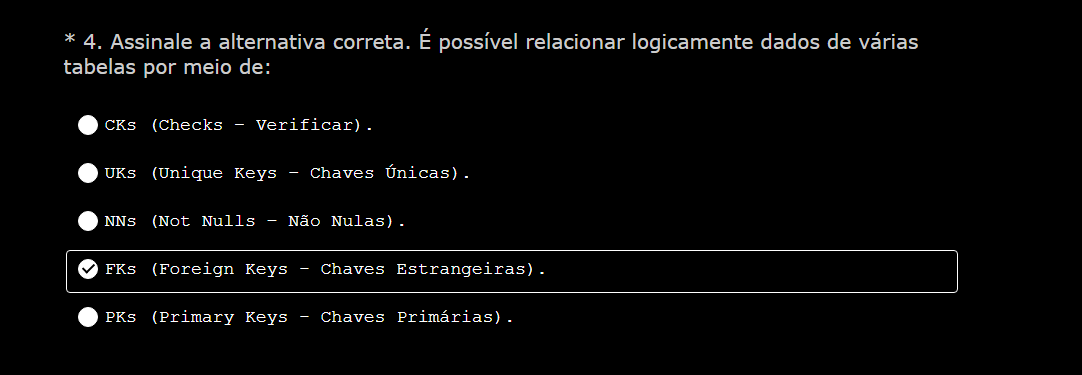 * 4. Assinale a alternativa correta. É possível relacionar logicamente dados de várias
tabelas por meio de:
CKs (Checks - Verificar).
UKs (Unique Keys - Chaves Únicas).
NNs (Not Nulls - Não Nulas).
FKs (Foreign Keys - Chaves Estrangeiras).
PKs (Primary Keys - Chaves Primárias).